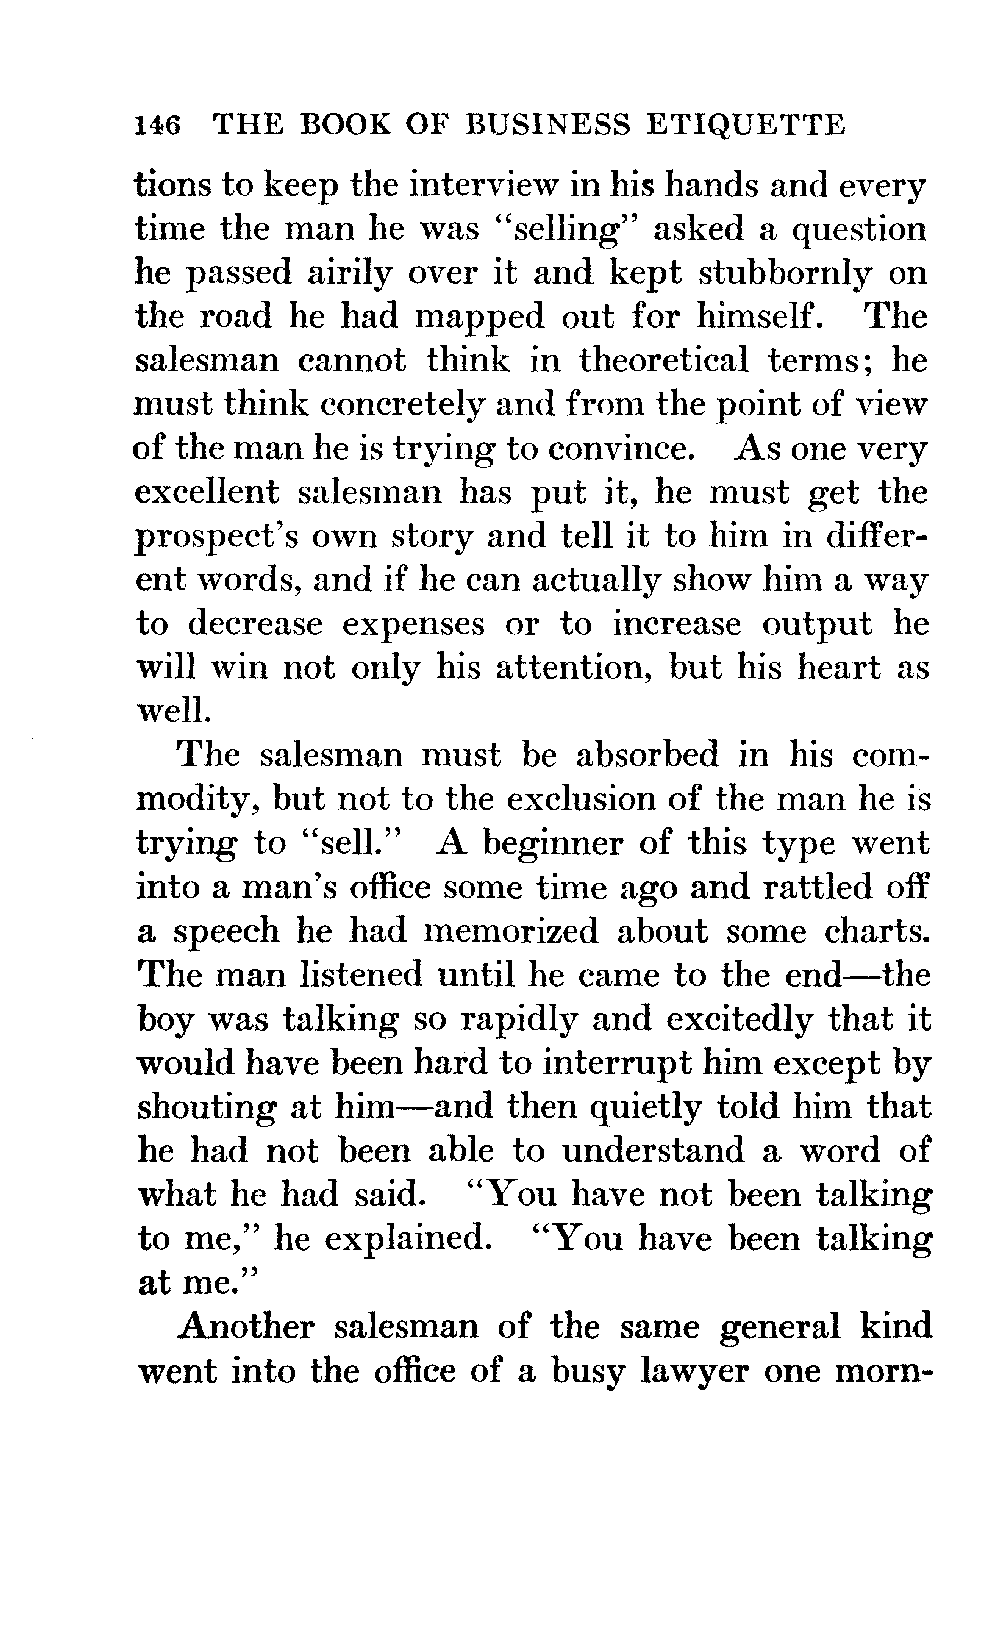 146 THE BOOK OF BUSINESS ETIQUETTE
tions to keep the interview in his hands and every
time the man he was “selling” asked a question
he passed airily over it and kept stubbornly on
the road he had mapped out for himself. The
salesman cannot think in theoretical terms; he
must think concretely and from the point of view
of the man he is trying to convince. As one very
excellent salesman has put it, he must get the
prospect’s own story and tell it to him in differ-
ent words, and if he can actually show him a way
to decrease expenses or to increase output he
will win not only his attention, but his heart as
well.
The salesman must be absorbed in his com-
modity, but not to the exclusion of the man he is
trying to “sell.” A beginner of this type went
into a man’s office some time ago and rattled off
a speech he had memorized about some charts.
The man listened until he came to the end—the
boy was talking so rapidly and excitedly that it
would have been hard to interrupt him except by
shouting at him—and then quietly told him that
he had not been able to understand a word of
what he had said. “You have not been talking
to me,” he explained. “You have been talking
at me.”
Another salesman of the same general kind
went into the office of a busy lawyer one morn-